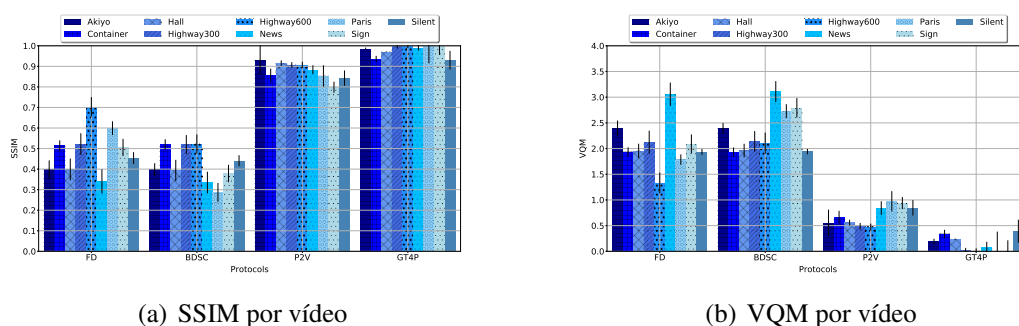 Akiyo Hall Highway600 Paris Silent
Container Highway300 News Sign
1.0
0.9
0.8
0.7
0.6
0.5
0.4
0.3
0.2
0.1
0.0
SSIM
FD BDSC P2V GT4P
Protocols
(a) SSIM por vídeo
Akiyo Hall Highway600 Paris Silent
Container Highway300 News Sign
4.0
3.5
3.0
2.5
2.0
1.5
1.0
0.5
0.0
VQM
FD BDSC P2V GT4P
Protocols
(b) VQM por vídeo